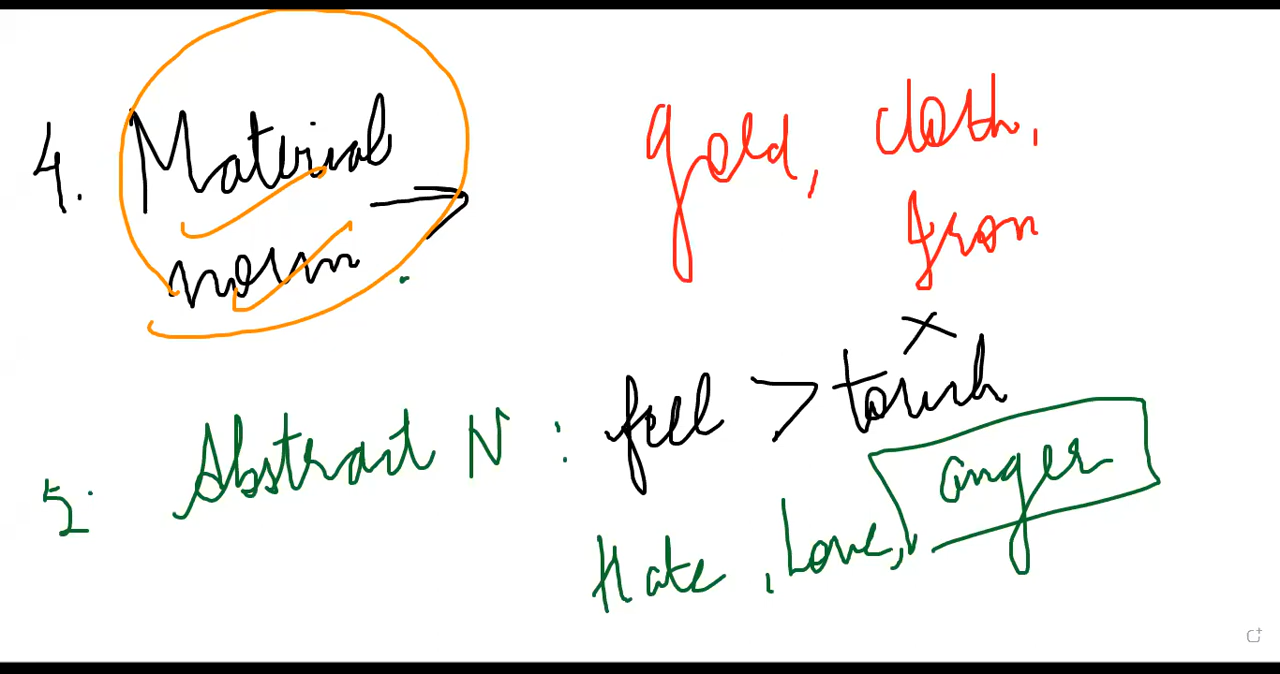 4. Material
noun →
gold, cloth,
Iron
5. Abstract N : feel > touch
Hate, Love, anger